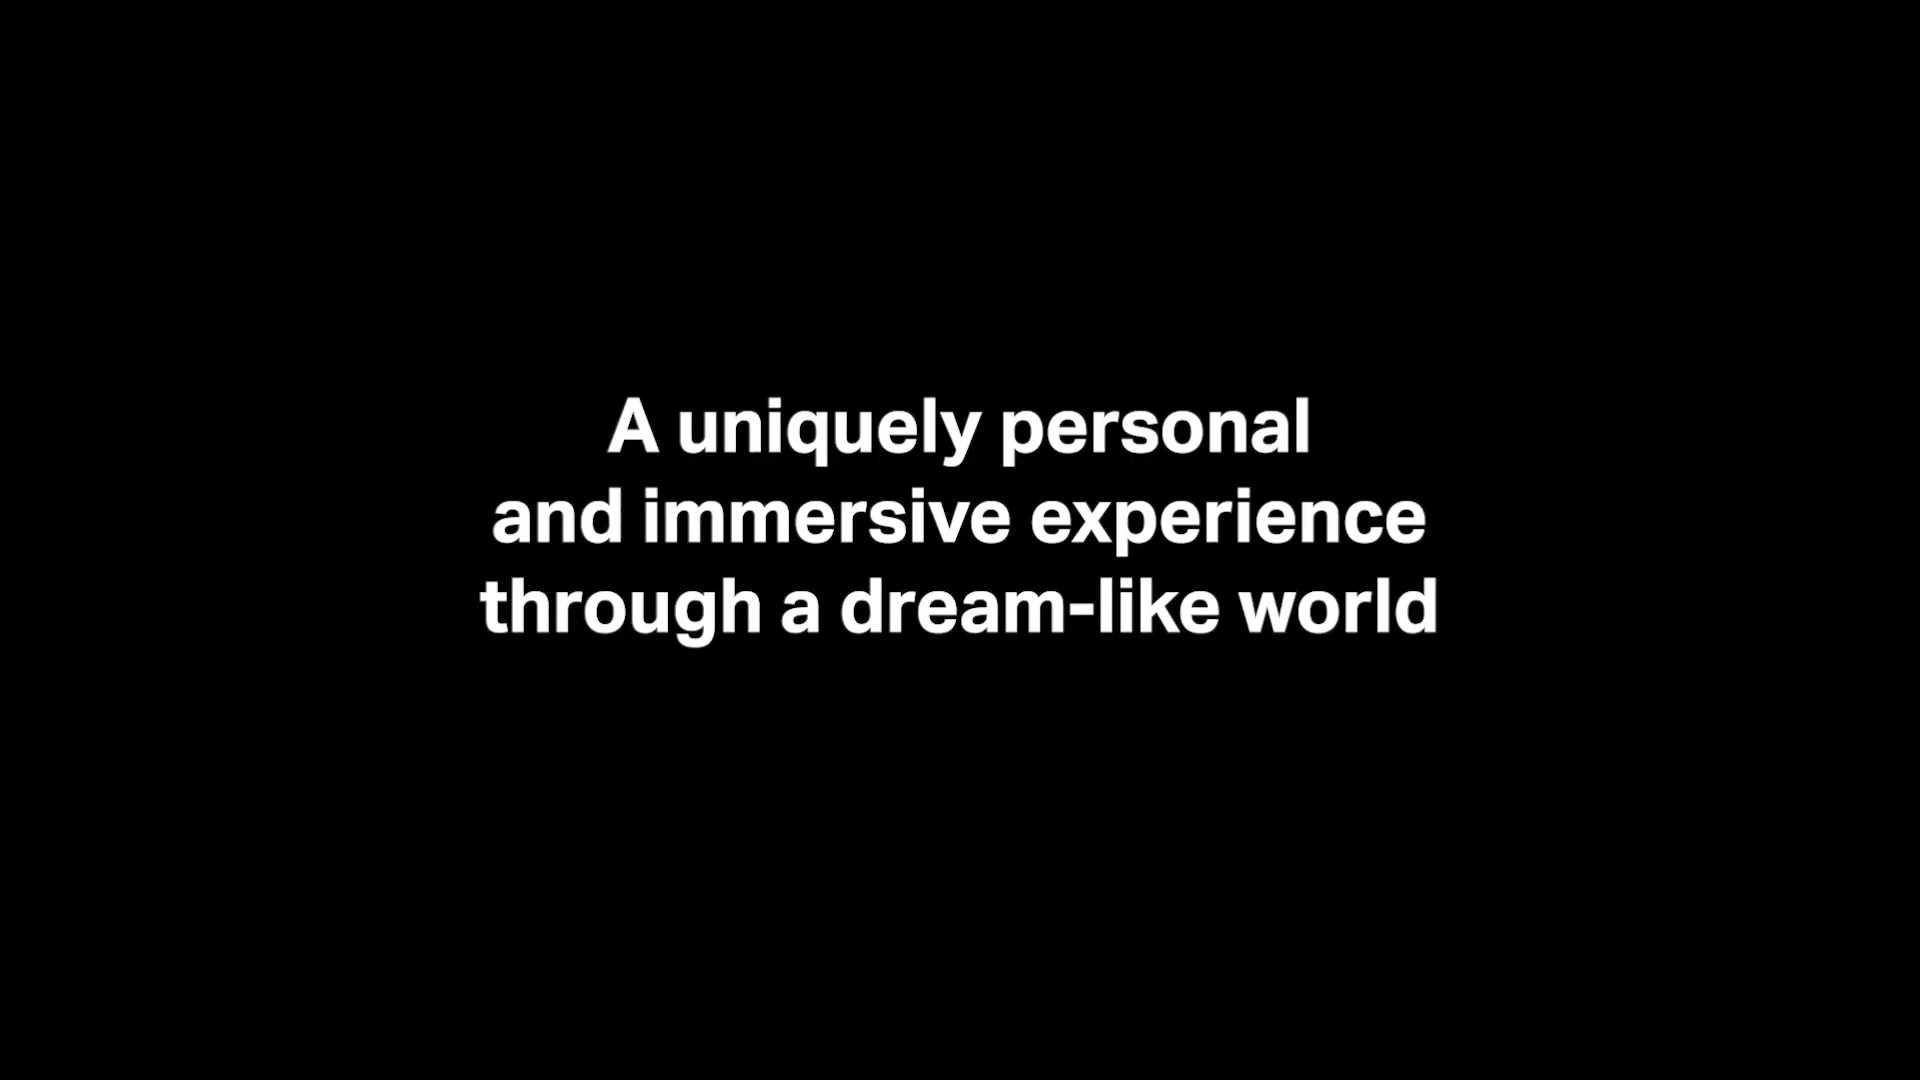 A uniquely personal
and immersive experience
through a dream-like world